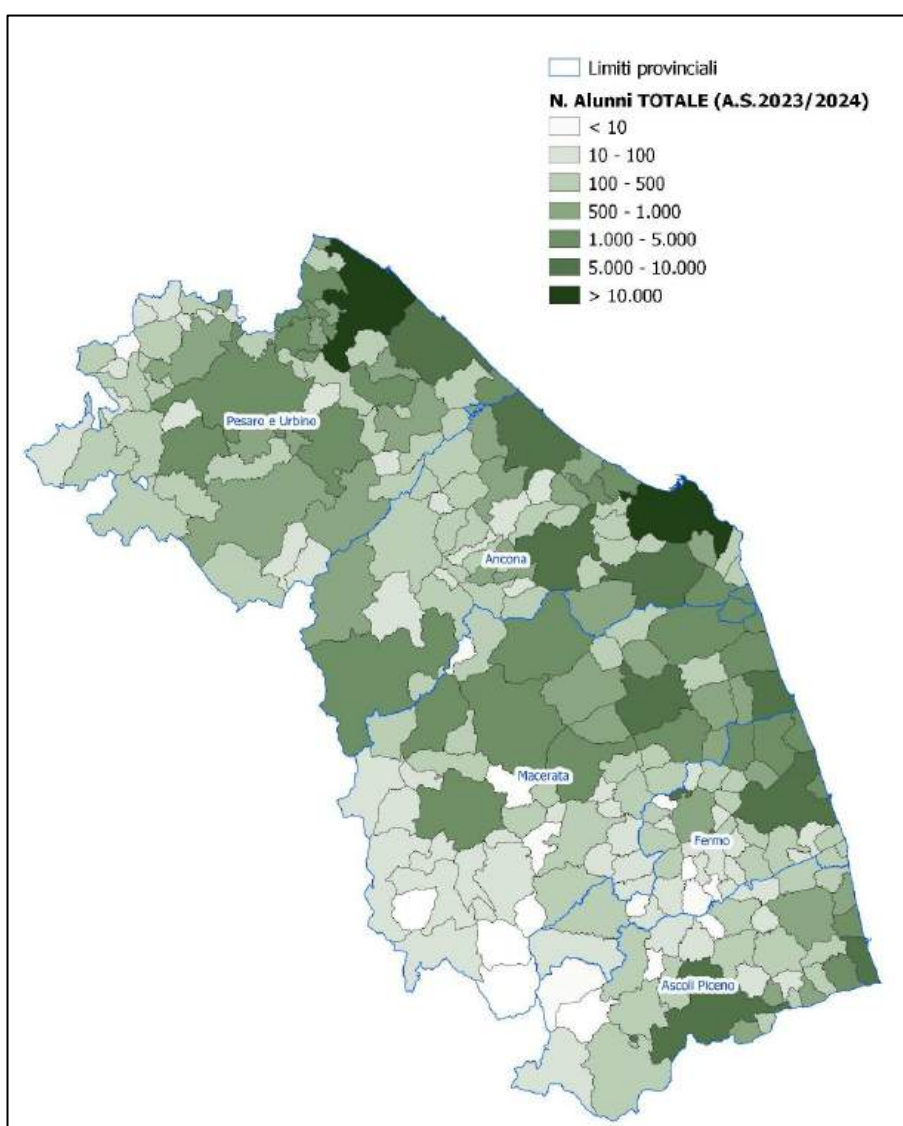 Limiti provinciali
N. Alunni TOTALE (A.S.2023/2024)
< 10
10 - 100
100 - 500
500 - 1.000
1.000 - 5.000
5.000 - 10.000
> 10.000
Pesaro e Urbino
Ancona
Macerata
Fermo
Ascoli Piceno